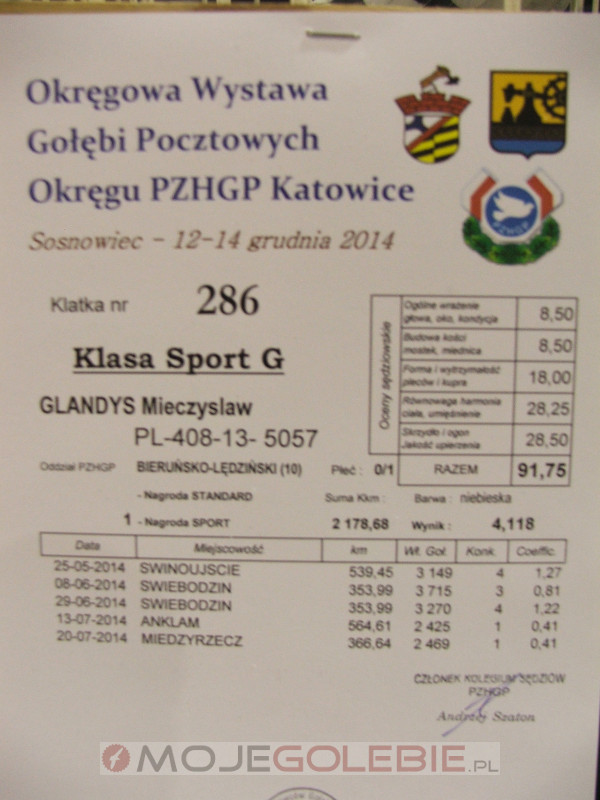 Okręgowa Wystawa
Gołębi Pocztowych
Okręgu PZHGP Katowice
PZHGP
Sosnowiec - 12-14 grudnia 2014
Klatka nr 286
Klasa Sport G
GLANDYS Mieczyslaw
PL-408-13- 5057
Oceny sędziowskie
Ogólne wrażenie
głowa, oko, kondycja 8,50
Budowa kości
mostek, miednica 8,50
Forma i wytrzymałość
pleców i kupra 18,00
Równowaga harmonia
ciała, umięśnienie 28,25
Skrzydło i ogon
Jakość upierzenia 28,50
RAZEM 91,75
Oddział PZHGP BIERUŃSKO-LĘDZIŃSKI (10) Płeć : 0/1
- Nagroda STANDARD Suma Kkm : Barwa : niebieska
1 - Nagroda SPORT 2 178,68 Wynik : 4,118
Data Miejscowość km Wł. Goł. Konk. Coeffic.
25-05-2014 SWINOUJSCIE 539,45 3 149 4 1,27
08-06-2014 SWIEBODZIN 353,99 3 715 3 0,81
29-06-2014 SWIEBODZIN 353,99 3 270 4 1,22
13-07-2014 ANKLAM 564,61 2 425 1 0,41
20-07-2014 MIEDZYRZECZ 366,64 2 469 1 0,41
CZŁONEK KOLEGIUM SĘDZIÓW
PZHGP
Andrzej Szaton
MOJEGOLEBIE.PL